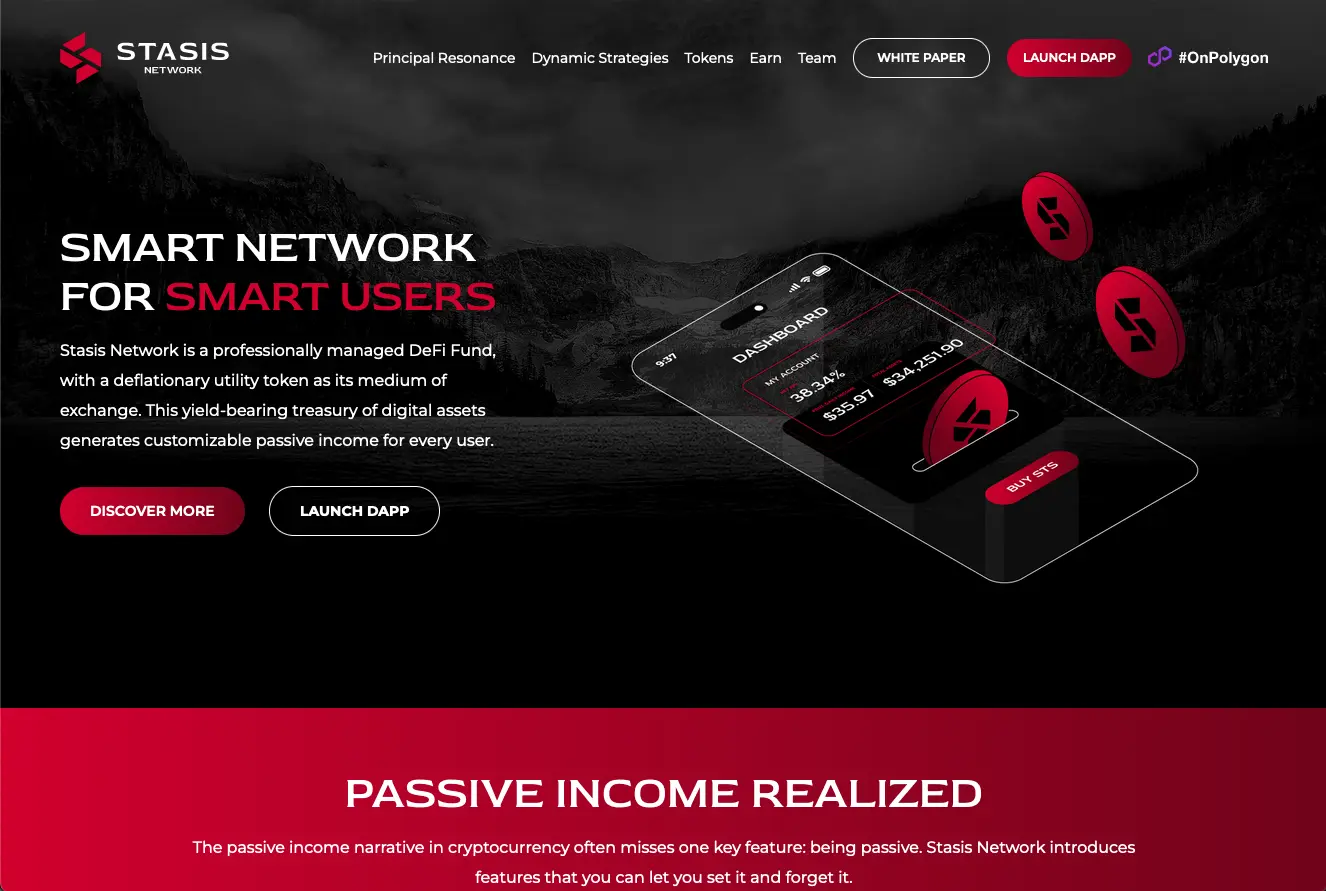 STASIS
NETWORK
Principal Resonance
Dynamic Strategies
Tokens
Earn
Team
WHITE PAPER
LAUNCH DAPP
#OnPolygon
SMART NETWORK
FOR SMART USERS
Stasis Network is a professionally managed DeFi Fund,
with a deflationary utility token as its medium of
exchange. This yield-bearing treasury of digital assets
generates customizable passive income for every user.
DISCOVER MORE
LAUNCH DAPP
9:37
DASHBOARD
MY ACCOUNT
38.34%
$34,251.90
$35.97
BUY STS
PASSIVE INCOME REALIZED
The passive income narrative in cryptocurrency often misses one key feature: being passive. Stasis Network introduces
features that you can let you set it and forget it.